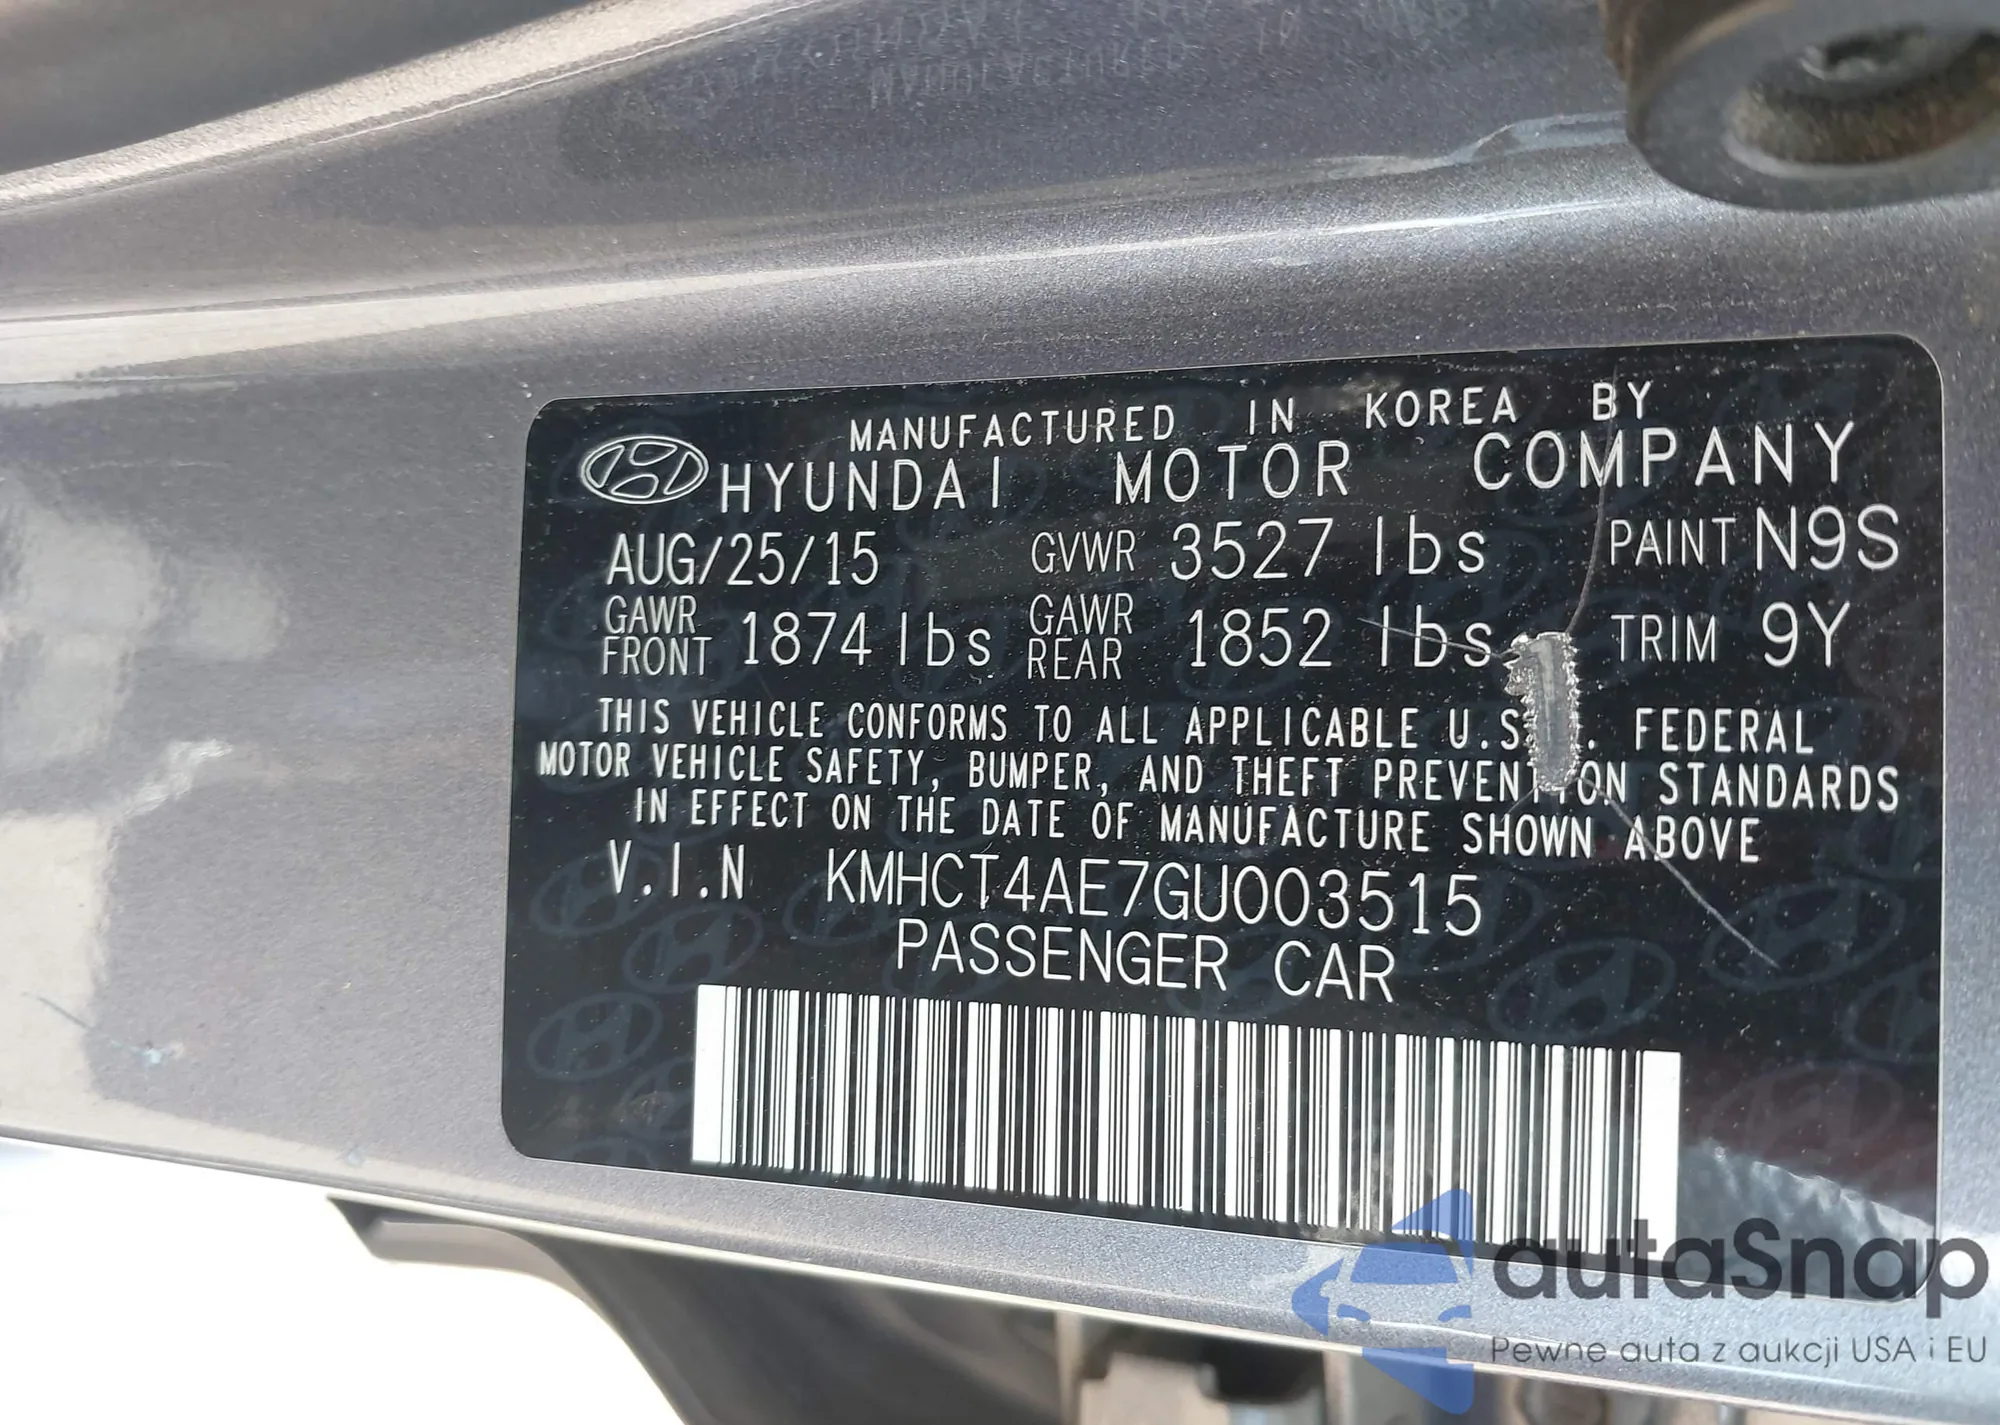 MANUFACTURED IN KOREA BY
HYUNDAI MOTOR COMPANY
AUG/25/15 GVWR 3527 lbs PAINT N9S
GAWR FRONT 1874 lbs GAWR REAR 1852 lbs TRIM 9Y
THIS VEHICLE CONFORMS TO ALL APPLICABLE U.S. FEDERAL
MOTOR VEHICLE SAFETY, BUMPER, AND THEFT PREVENTION STANDARDS
IN EFFECT ON THE DATE OF MANUFACTURE SHOWN ABOVE
V.I.N KMHCT4AE7GU003515
PASSENGER CAR
autaSnap
Pewne auta z aukcji USA i EU